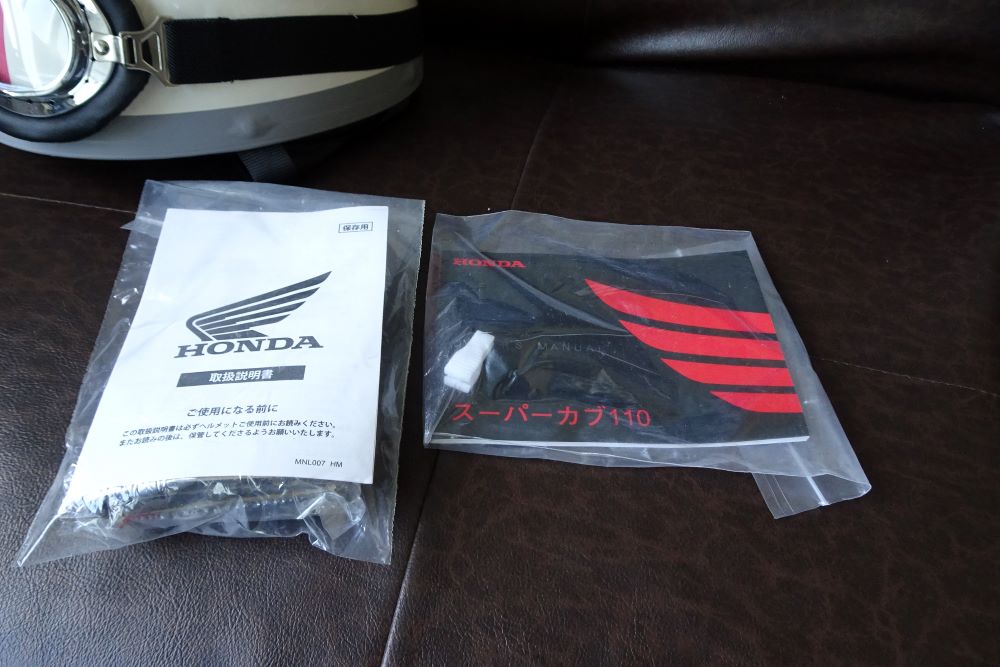 保存用
HONDA
取扱説明書
ご使用になる前に
この取扱説明書は必ずヘルメットご使用前にお読みください。
またお読みの後は、保管してくださるようお願いいたします。
MNL007 HM
HONDA
MANUAL
スーパーカブ110